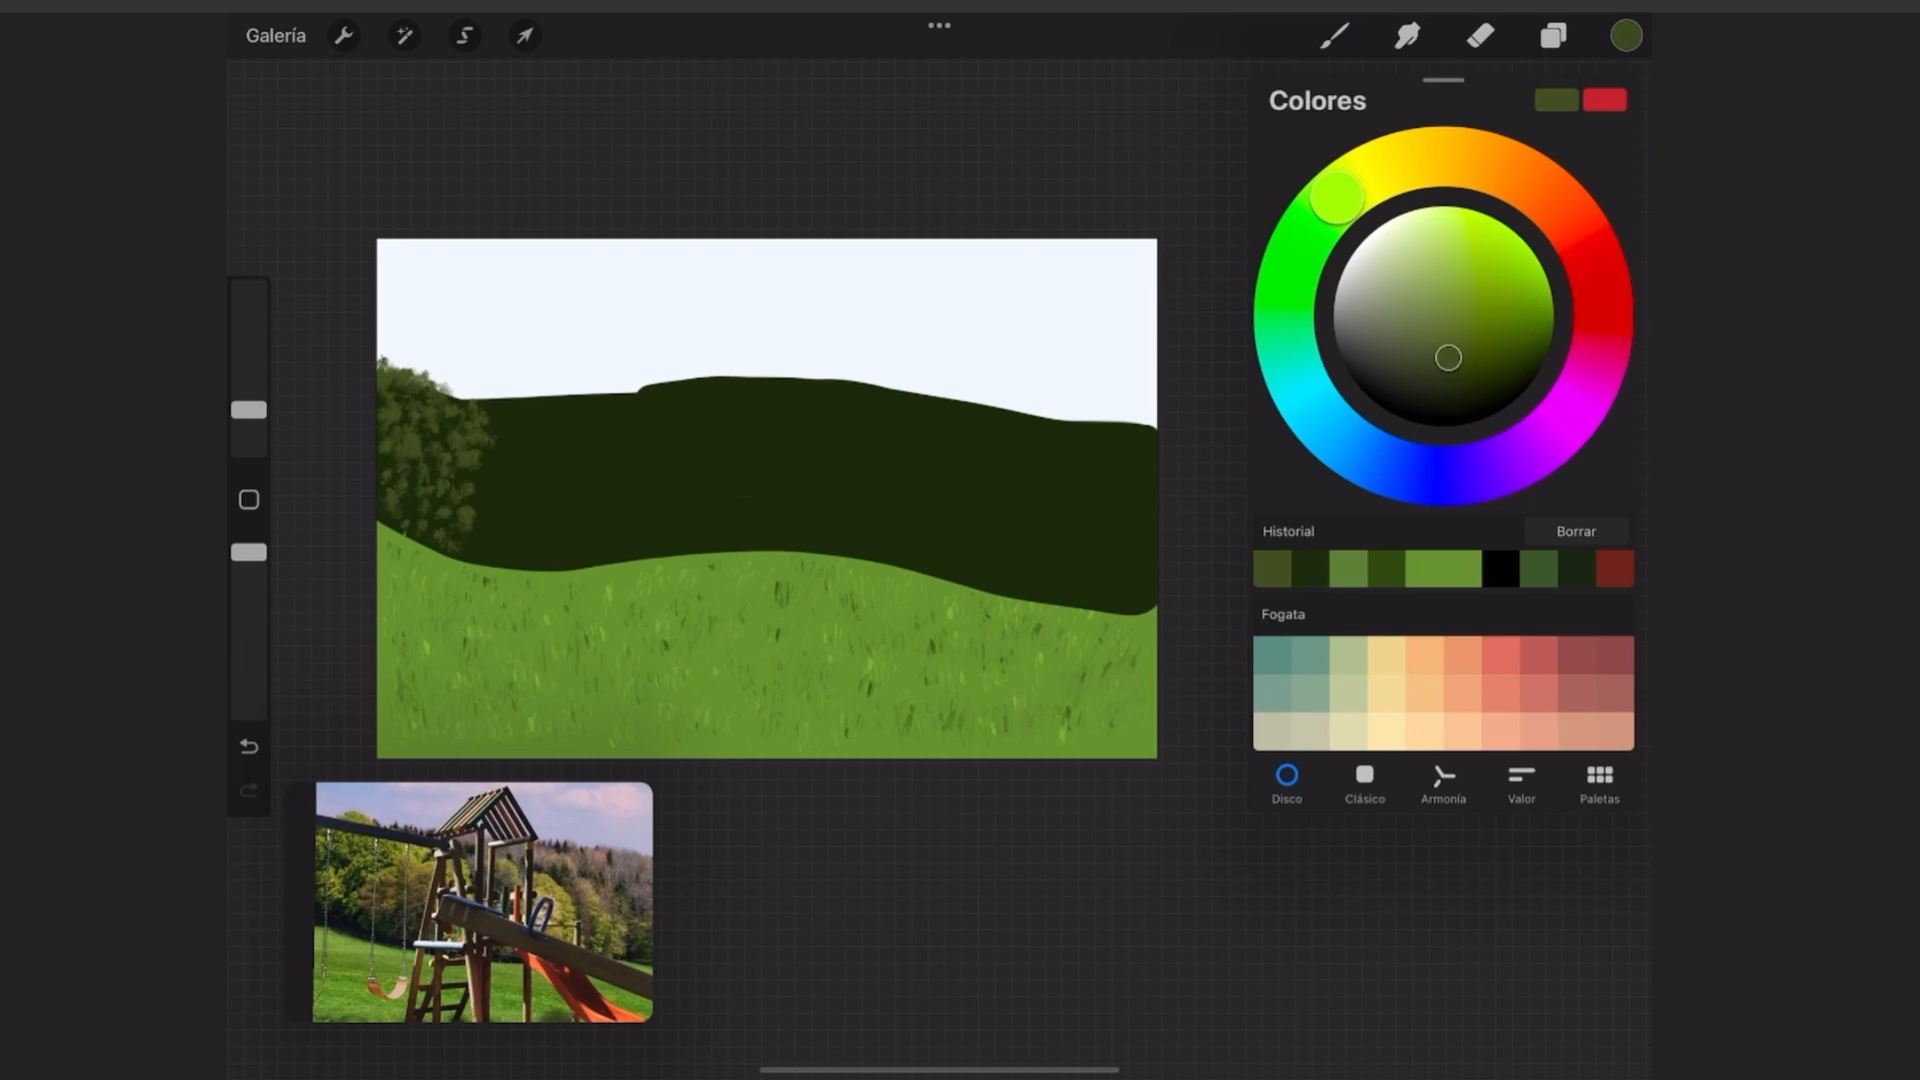 Galería
Colores
Historial
Borrar
Fogata
Disco
Clásico
Armonía
Valor
Paletas